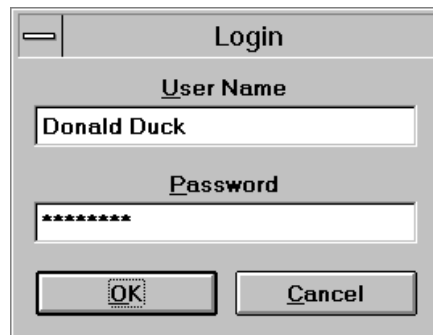 Login
User Name
Donald Duck
Password
********
OK Cancel